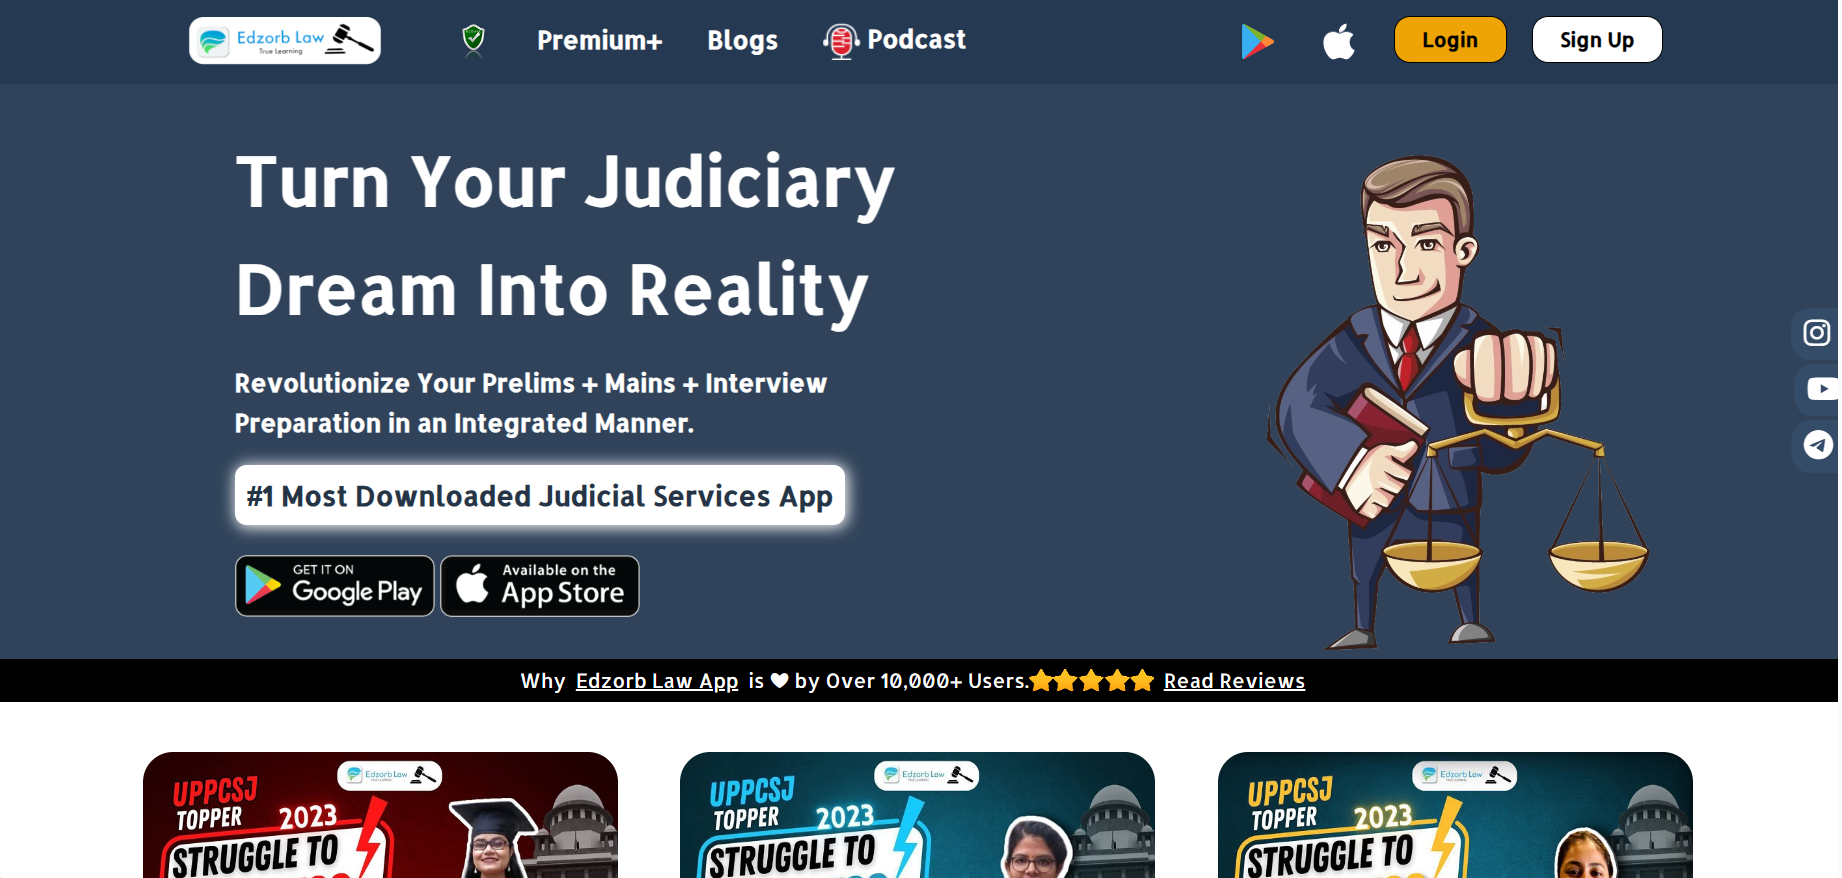 Edzorb Law
True Learning
Premium+
Blogs
Podcast
Login
Sign Up
Turn Your Judiciary
Dream Into Reality
Revolutionize Your Prelims + Mains + Interview
Preparation in an Integrated Manner.
#1 Most Downloaded Judicial Services App
GET IT ON
Google Play
Available on the
App Store
Why Edzorb Law App is by Over 10,000+ Users. Read Reviews
Edzorb Law
UPPCSJ
TOPPER 2023
STRUGGLE TO
Edzorb Law
UPPCSJ
TOPPER 2023
STRUGGLE TO
Edzorb Law
UPPCSJ
TOPPER 2023
STRUGGLE TO